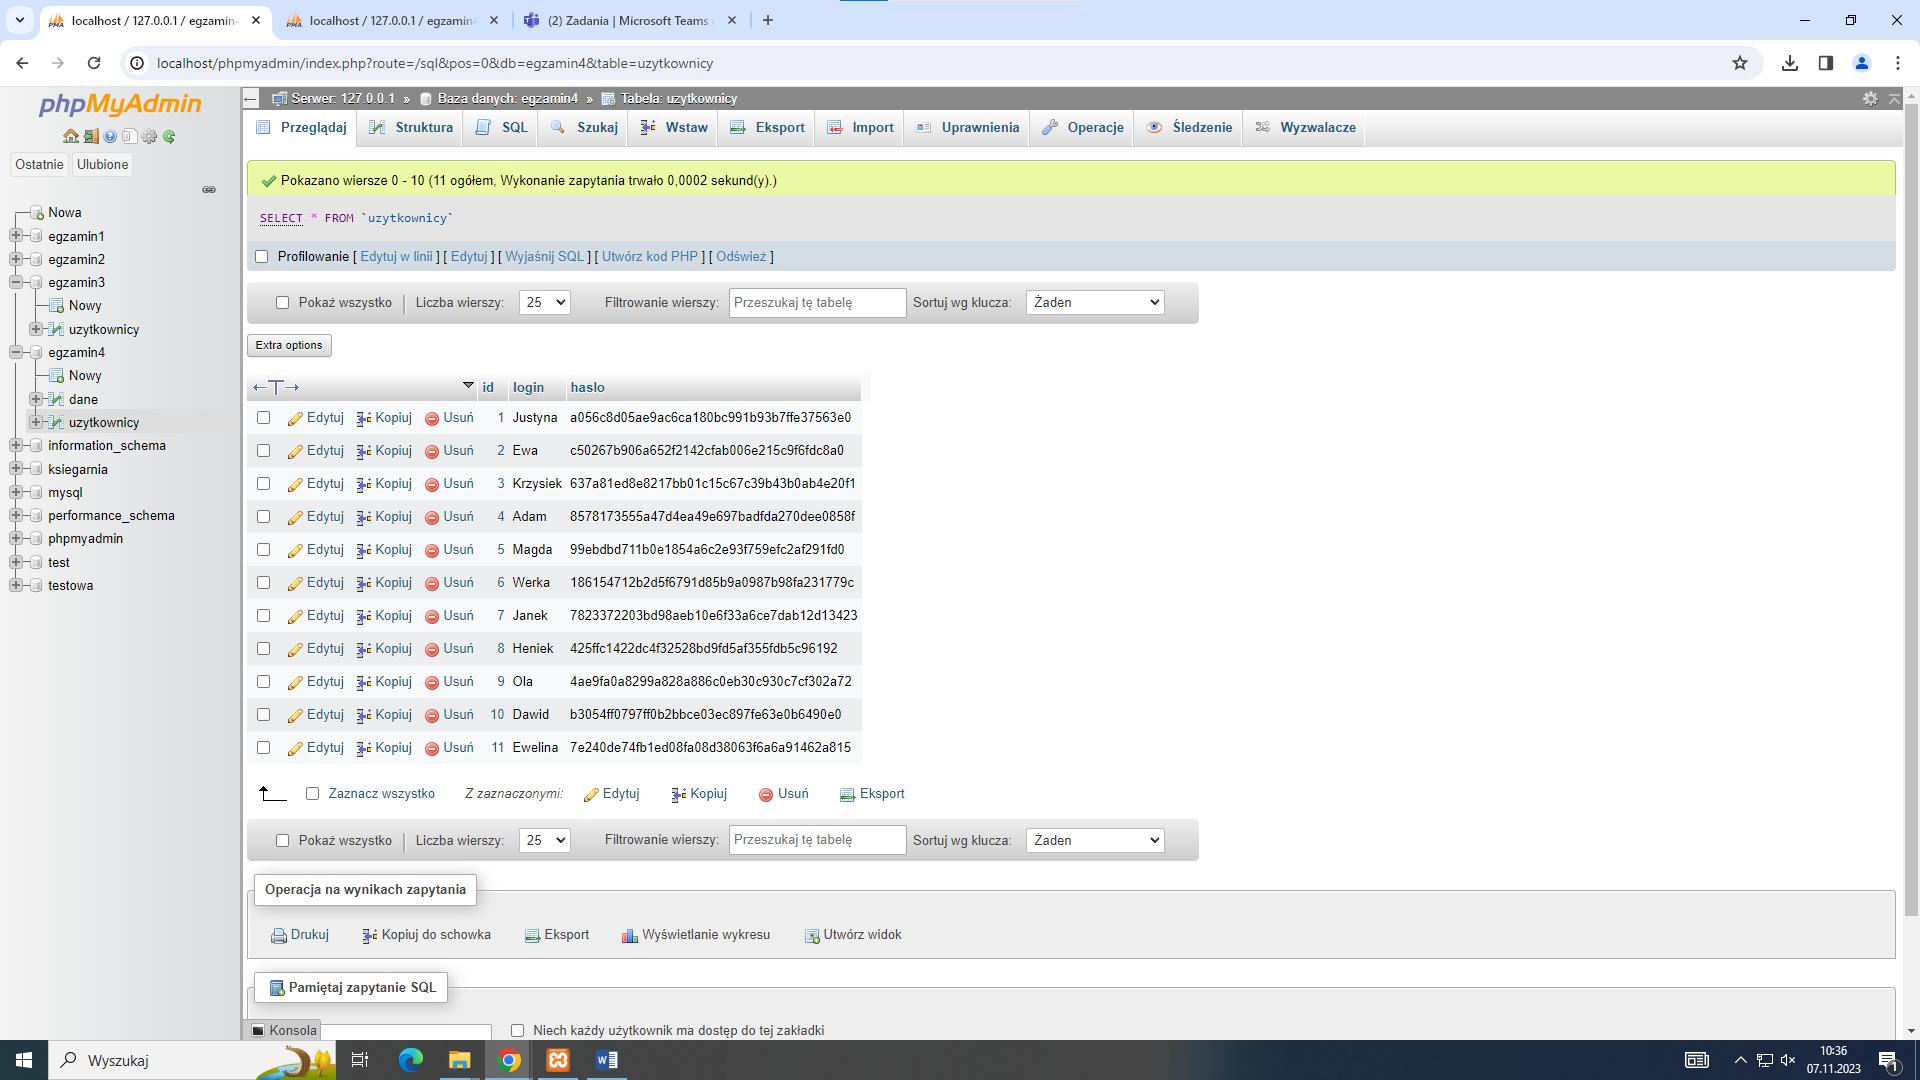 localhost / 127.0.0.1 / egzamin4
localhost / 127.0.0.1 / egzamin4
(2) Zadania | Microsoft Teams
localhost/phpmyadmin/index.php?route=/sql&pos=0&db=egzamin4&table=uzytkownicy
phpMyAdmin
Ostatnie Ulubione
Nowa
egzamin1
egzamin2
egzamin3
Nowy
uzytkownicy
egzamin4
Nowy
dane
uzytkownicy
information_schema
ksiegarnia
mysql
performance_schema
phpmyadmin
test
testowa
Serwer: 127.0.0.1 » Baza danych: egzamin4 » Tabela: uzytkownicy
Przeglądaj Struktura SQL Szukaj Wstaw Eksport Import Uprawnienia Operacje Śledzenie Wyzwalacze
Pokazano wiersze 0 - 10 (11 ogółem, Wykonanie zapytania trwało 0,0002 sekund(y).)
SELECT * FROM `uzytkownicy`
Profilowanie [ Edytuj w linii ] [ Edytuj ] [ Wyjaśnij SQL ] [ Utwórz kod PHP ] [ Odśwież ]
Pokaż wszystko | Liczba wierszy: 25 Filtrowanie wierszy: Przeszukaj tę tabelę Sortuj wg klucza: Żaden
Extra options
←T→ id login haslo
Edytuj Kopiuj Usuń 1 Justyna a056c8d05ae9ac6ca180bc991b93b7ffe37563e0
Edytuj Kopiuj Usuń 2 Ewa c50267b906a652f2142cfab006e215c9f6fdc8a0
Edytuj Kopiuj Usuń 3 Krzysiek 637a81ed8e8217bb01c15c67c39b43b0ab4e20f1
Edytuj Kopiuj Usuń 4 Adam 8578173555a47d4ea49e697badfda270dee0858f
Edytuj Kopiuj Usuń 5 Magda 99ebdbd711b0e1854a6c2e93f759efc2af291fd0
Edytuj Kopiuj Usuń 6 Werka 186154712b2d5f6791d85b9a0987b98fa231779c
Edytuj Kopiuj Usuń 7 Janek 7823372203bd98aeb10e6f33a6ce7dab12d13423
Edytuj Kopiuj Usuń 8 Heniek 425ffc1422dc4f32528bd9fd5af355fdb5c96192
Edytuj Kopiuj Usuń 9 Ola 4ae9fa0a8299a828a886c0eb30c930c7cf302a72
Edytuj Kopiuj Usuń 10 Dawid b3054ff0797ff0b2bbce03ec897fe63e0b6490e0
Edytuj Kopiuj Usuń 11 Ewelina 7e240de74fb1ed08fa08d38063f6a6a91462a815
Zaznacz wszystko Z zaznaczonymi: Edytuj Kopiuj Usuń Eksport
Pokaż wszystko | Liczba wierszy: 25 Filtrowanie wierszy: Przeszukaj tę tabelę Sortuj wg klucza: Żaden
Operacja na wynikach zapytania
Drukuj Kopiuj do schowka Eksport Wyświetlanie wykresu Utwórz widok
Pamiętaj zapytanie SQL
Konsola Niech każdy użytkownik ma dostęp do tej zakładki
Wyszukaj
10:36
07.11.2023
1